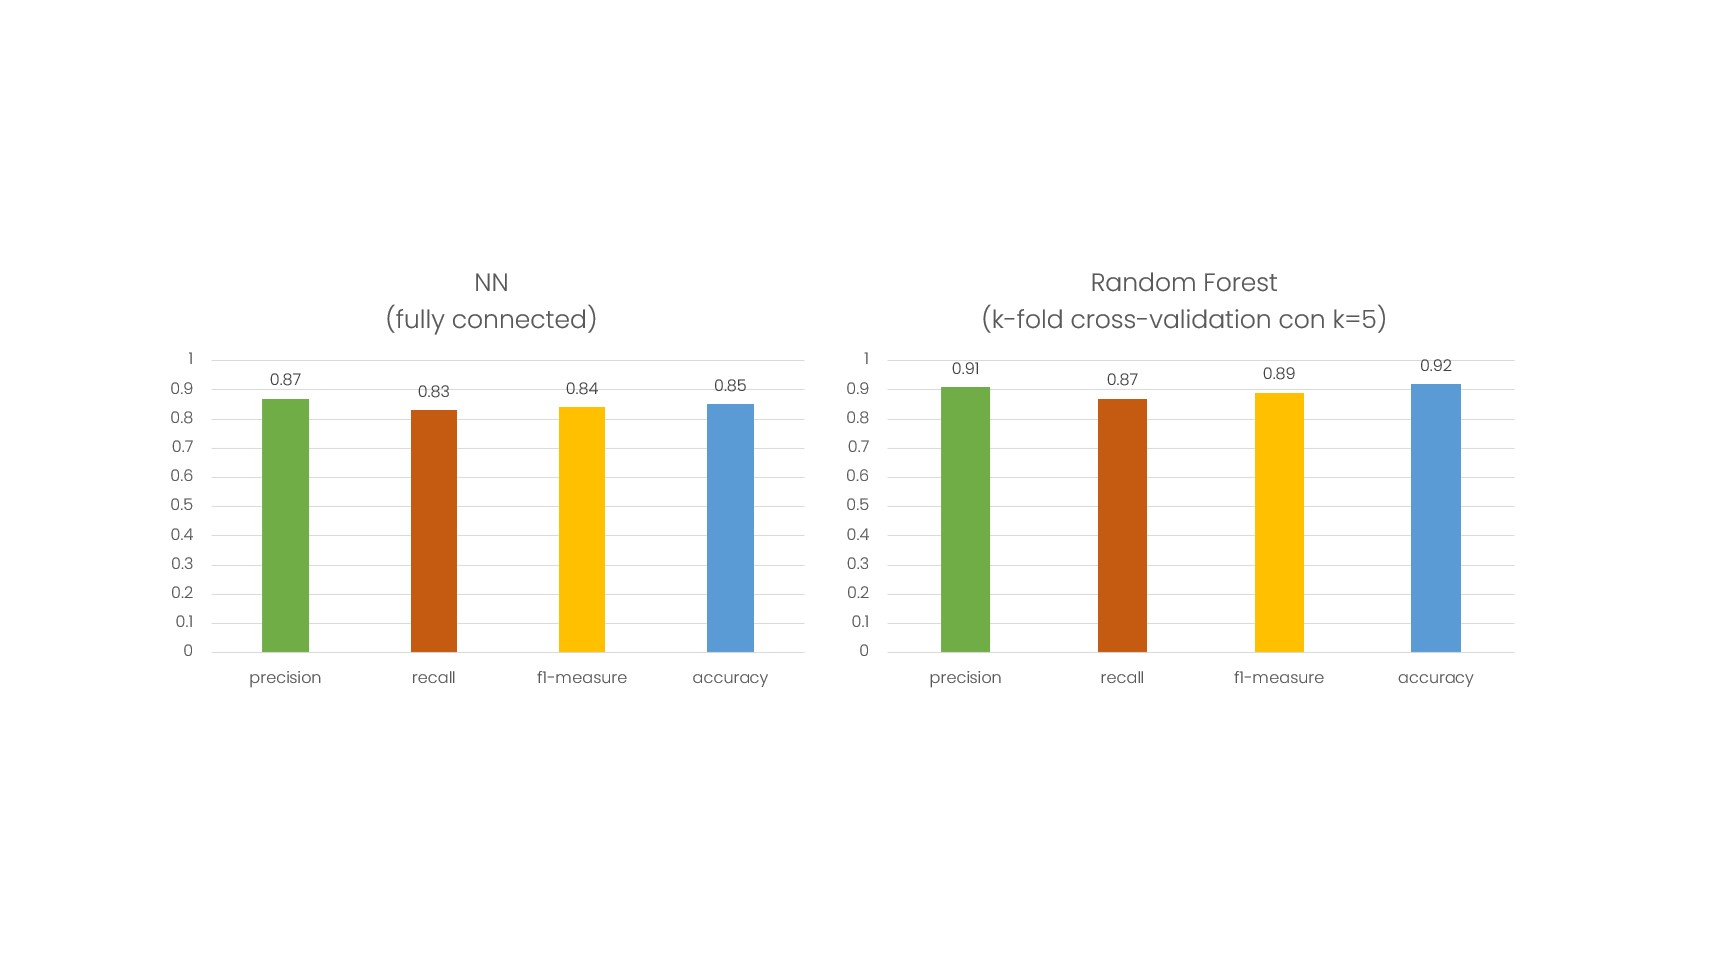 NN
(fully connected)
1
0.9
0.8
0.7
0.6
0.5
0.4
0.3
0.2
0.1
0
0.87
0.83
0.84
0.85
precision
recall
f1-measure
accuracy
Random Forest
(k-fold cross-validation con k=5)
1
0.9
0.8
0.7
0.6
0.5
0.4
0.3
0.2
0.1
0
0.91
0.87
0.89
0.92
precision
recall
f1-measure
accuracy